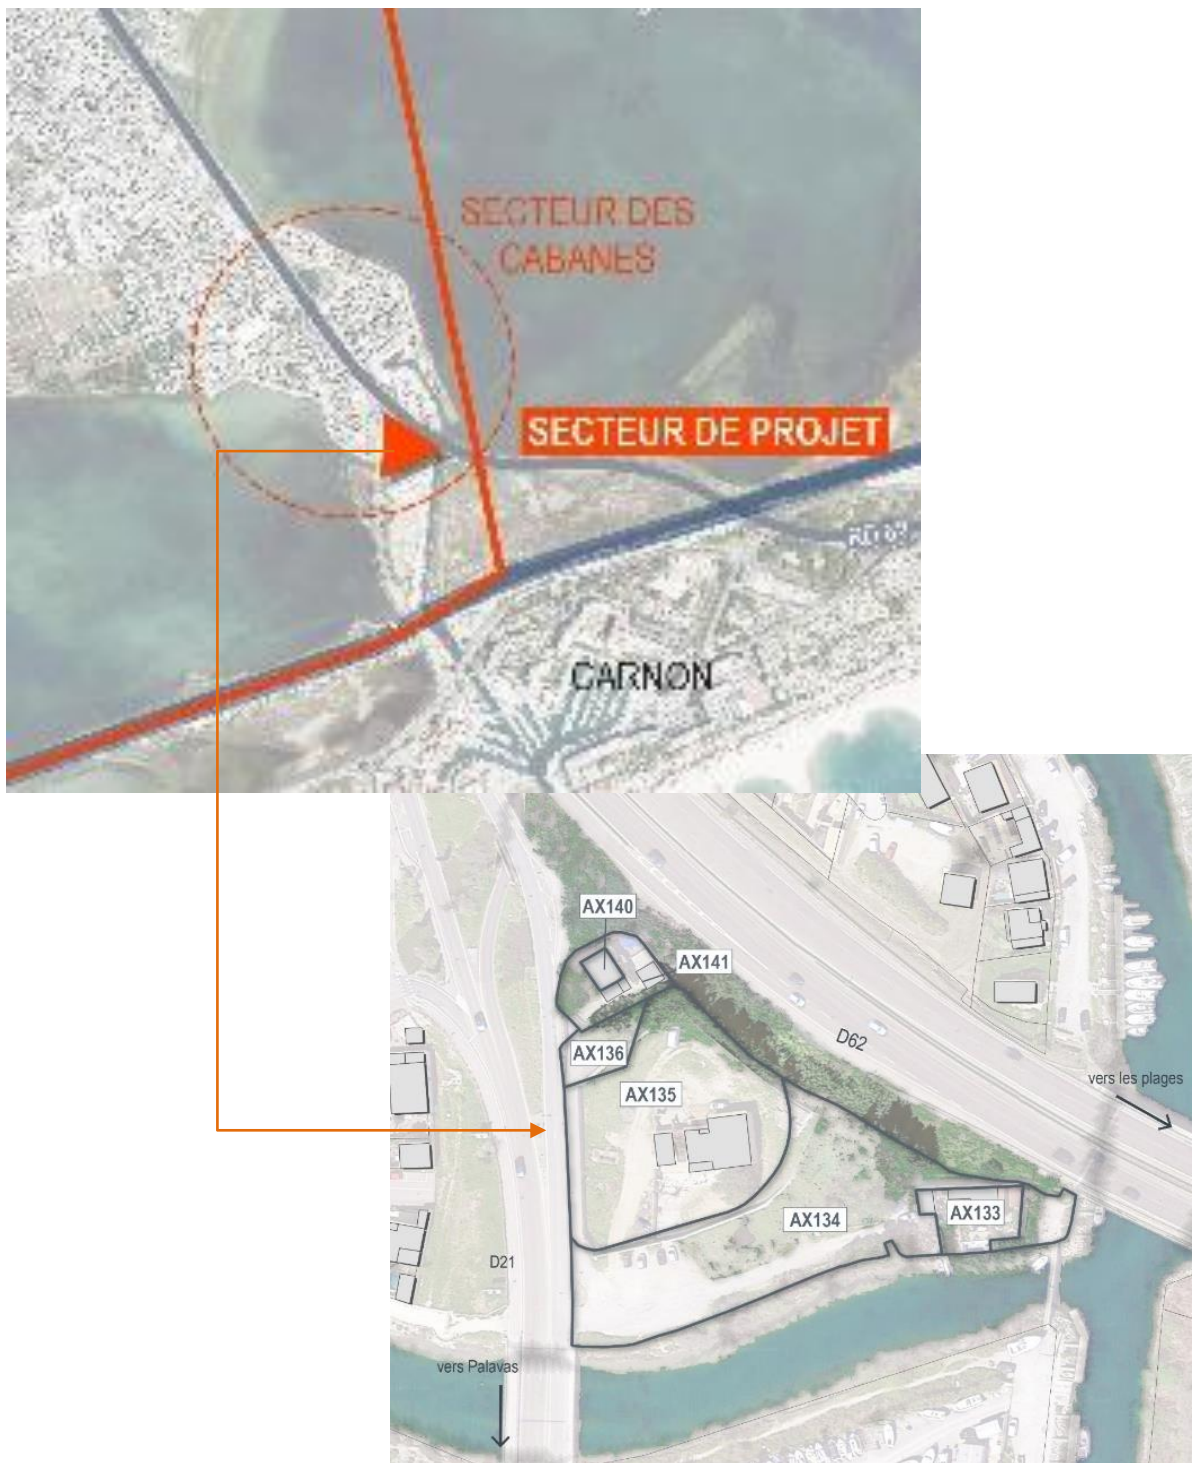 SECTEUR DES
CABANES
SECTEUR DE PROJET
CARNON
AX140
AX141
D62
AX136
vers les plages
AX135
AX133
AX134
D21
vers Palavas